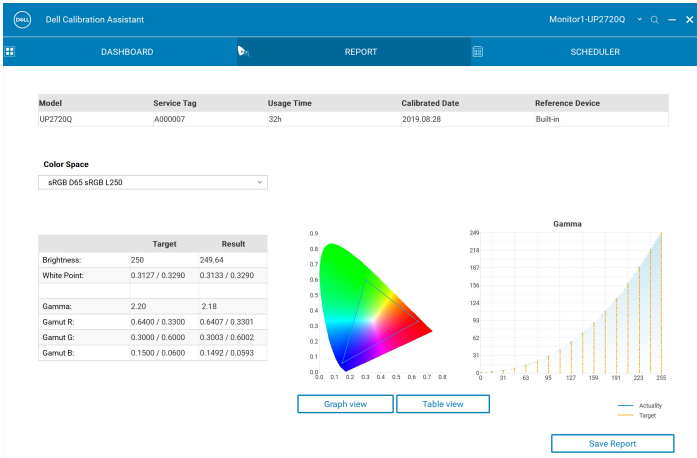 DELL Dell Calibration Assistant Monitor1-UP2720Q
DASHBOARD REPORT SCHEDULER
Model Service Tag Usage Time Calibrated Date Reference Device
UP2720Q A000007 32h 2019.08.28 Built-in
Color Space
sRGB D65 sRGB L250
Target Result
Brightness: 250 249.64
White Point: 0.3127 / 0.3290 0.3133 / 0.3290
Gamma: 2.20 2.18
Gamut R: 0.6400 / 0.3300 0.6407 / 0.3301
Gamut G: 0.3000 / 0.6000 0.3003 / 0.6002
Gamut B: 0.1500 / 0.0600 0.1492 / 0.0593
0.9
0.8
0.7
0.6
0.5
0.4
0.3
0.2
0.1
0.0
0.0 0.1 0.2 0.3 0.4 0.5 0.6 0.7 0.8
Graph view Table view
Gamma
249
218
187
156
124
93
62
31
0
0 31 63 95 127 159 191 223 255
Actuality
Target
Save Report